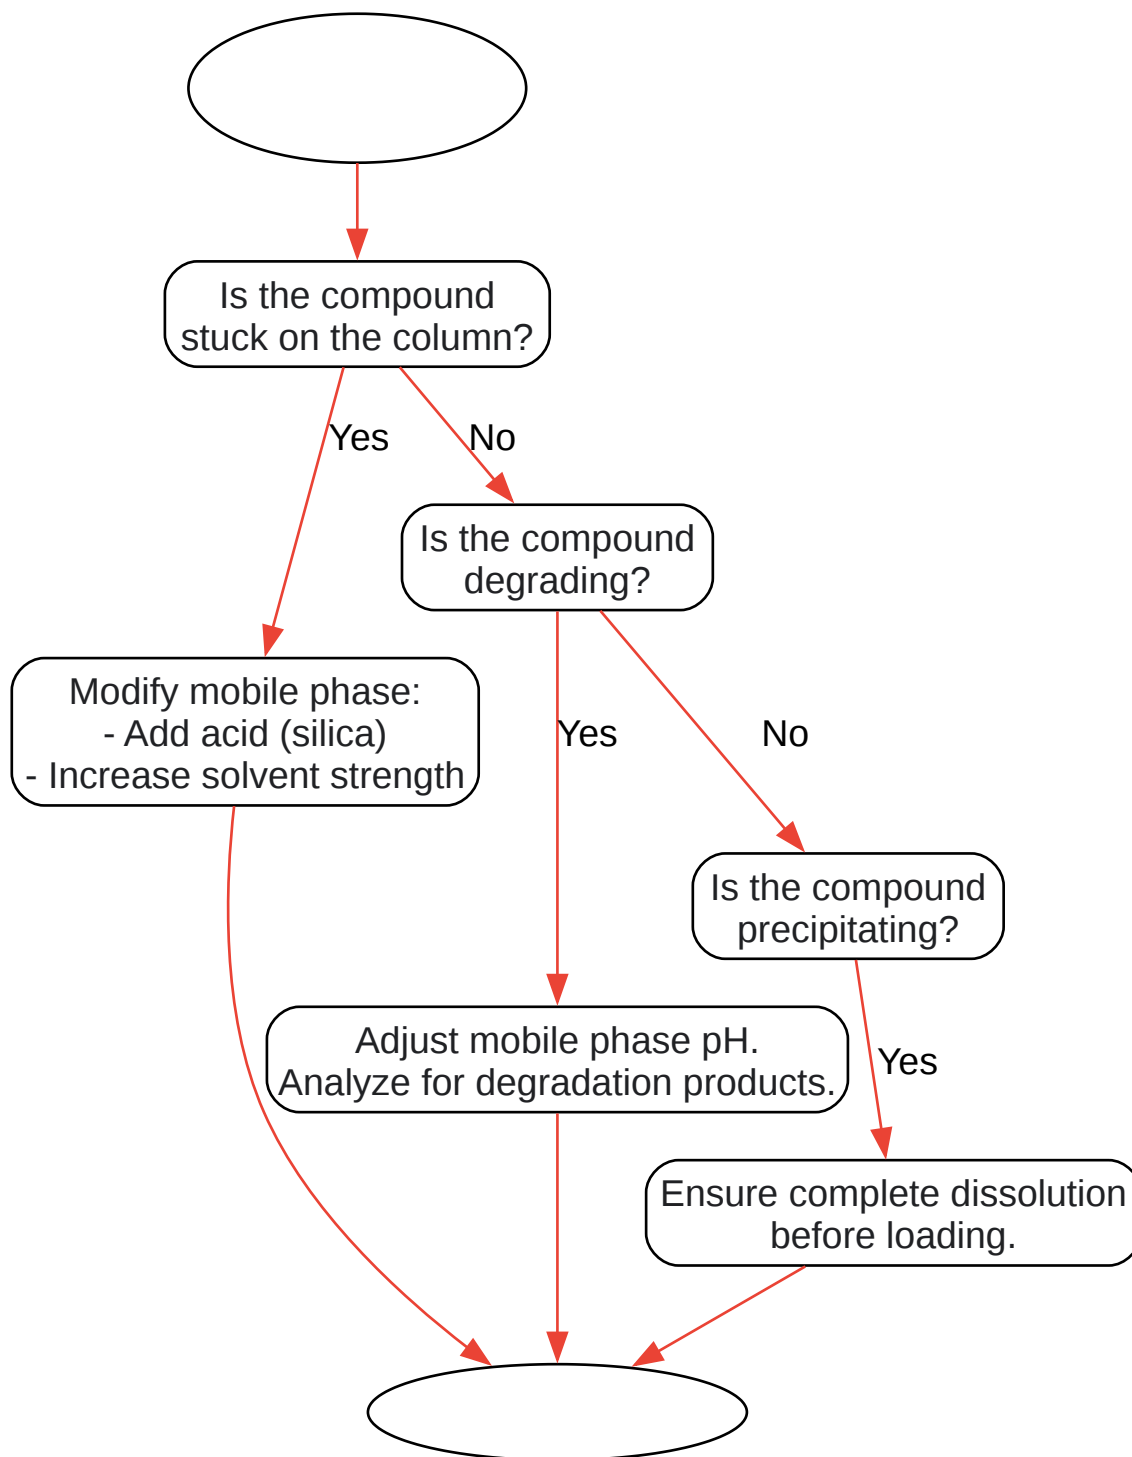 Is the compound
stuck on the column?
Yes
No
Is the compound
degrading?
Modify mobile phase:
- Add acid (silica)
- Increase solvent strength
Yes
No
Is the compound
precipitating?
Adjust mobile phase pH.
Analyze for degradation products.
Yes
Ensure complete dissolution
before loading.